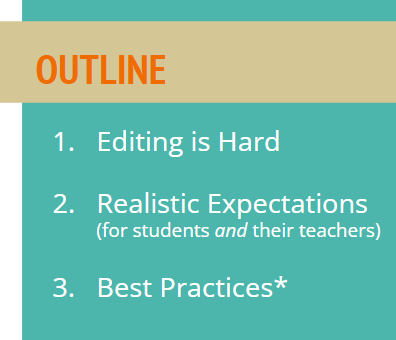 OUTLINE
1. Editing is Hard
2. Realistic Expectations
(for students and their teachers)
3. Best Practices*